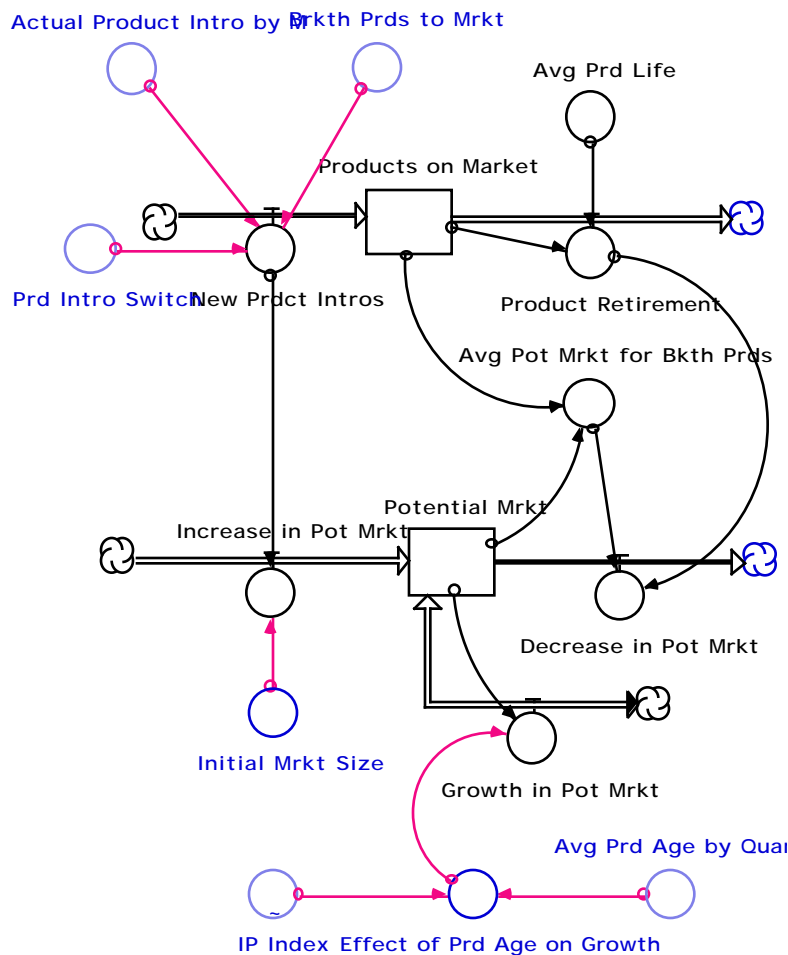 Actual Product Intro by M
Brkth Prds to Mrkt
Avg Prd Life
Products on Market
Prd Intro Switch
New Prdct Intros
Product Retirement
Avg Pot Mrkt for Bkth Prds
Potential Mrkt
Increase in Pot Mrkt
Decrease in Pot Mrkt
Initial Mrkt Size
Growth in Pot Mrkt
Avg Prd Age by Quar
~
IP Index Effect of Prd Age on Growth